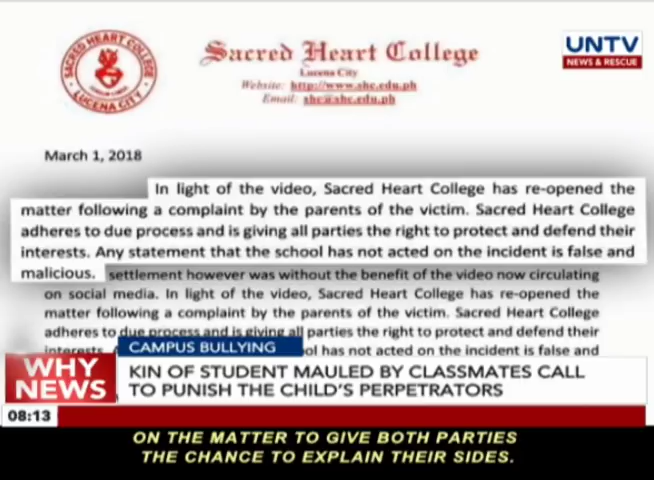 SACRED HEART COLLEGE
LUCENA CITY
Sacred Heart College
Lucena City
Website: http://www.shc.edu.ph
Email: shc@shc.edu.ph
UNTV
NEWS & RESCUE
March 1, 2018
In light of the video, Sacred Heart College has re-opened the
matter following a complaint by the parents of the victim. Sacred Heart College
adheres to due process and is giving all parties the right to protect and defend their
interests. Any statement that the school has not acted on the incident is false and
malicious.
settlement however was without the benefit of the video now circulating
on social media. In light of the video, Sacred Heart College has re-opened the
matter following a complaint by the parents of the victim. Sacred Heart College
adheres to due process and is giving all parties the right to protect and defend their
interests. has not acted on the incident is false and
CAMPUS BULLYING
WHY
NEWS
KIN OF STUDENT MAULED BY CLASSMATES CALL
TO PUNISH THE CHILD'S PERPETRATORS
08:13
ON THE MATTER TO GIVE BOTH PARTIES
THE CHANCE TO EXPLAIN THEIR SIDES.